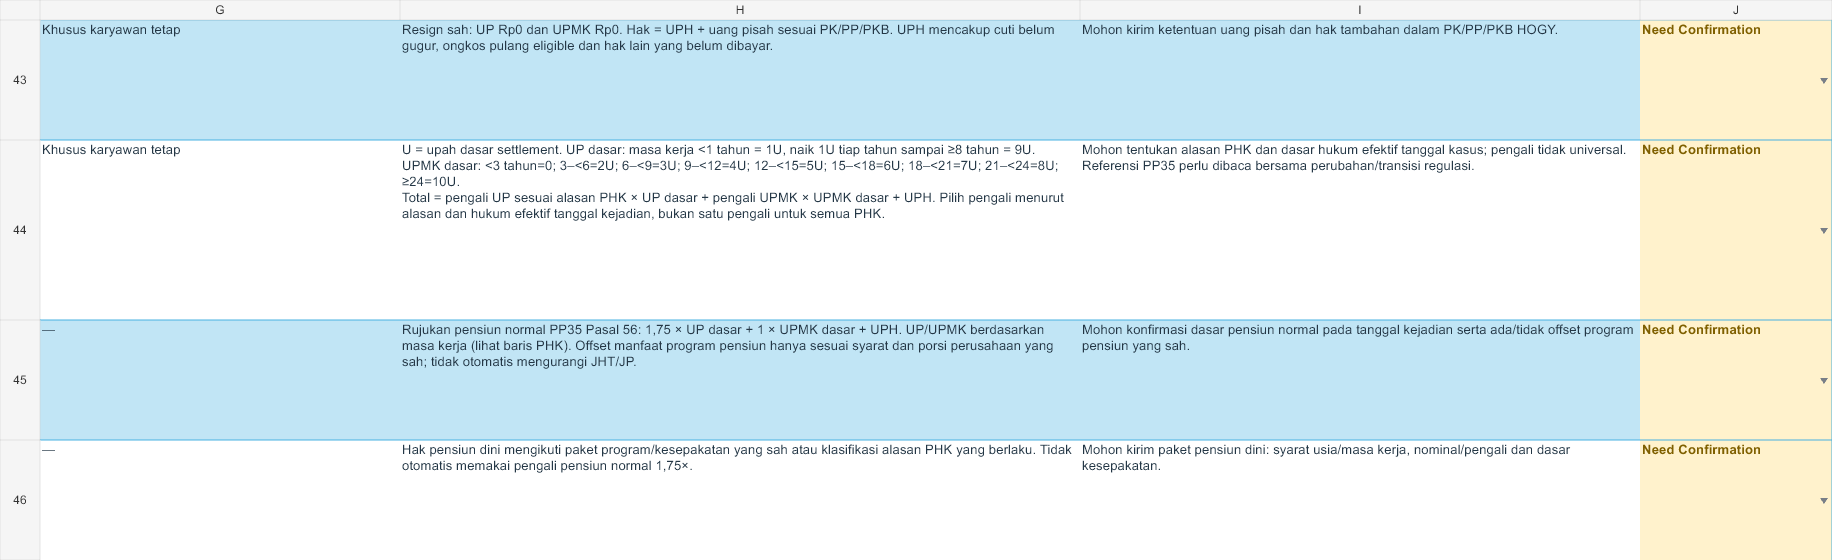 G
H
I
J
43
Khusus karyawan tetap
Resign sah: UP Rp0 dan UPMK Rp0. Hak = UPH + uang pisah sesuai PK/PP/PKB. UPH mencakup cuti belum
gugur, ongkos pulang eligible dan hak lain yang belum dibayar.
Mohon kirim ketentuan uang pisah dan hak tambahan dalam PK/PP/PKB HOGY.
Need Confirmation
44
Khusus karyawan tetap
U = upah dasar settlement. UP dasar: masa kerja <1 tahun = 1U, naik 1U tiap tahun sampai ≥8 tahun = 9U.
UPMK dasar: <3 tahun=0; 3–<6=2U; 6–<9=3U; 9–<12=4U; 12–<15=5U; 15–<18=6U; 18–<21=7U; 21–<24=8U;
≥24=10U.
Total = pengali UP sesuai alasan PHK × UP dasar + pengali UPMK × UPMK dasar + UPH. Pilih pengali menurut
alasan dan hukum efektif tanggal kejadian, bukan satu pengali untuk semua PHK.
Mohon tentukan alasan PHK dan dasar hukum efektif tanggal kasus; pengali tidak universal.
Referensi PP35 perlu dibaca bersama perubahan/transisi regulasi.
Need Confirmation
45
—
Rujukan pensiun normal PP35 Pasal 56: 1,75 × UP dasar + 1 × UPMK dasar + UPH. UP/UPMK berdasarkan
masa kerja (lihat baris PHK). Offset manfaat program pensiun hanya sesuai syarat dan porsi perusahaan yang
sah; tidak otomatis mengurangi JHT/JP.
Mohon konfirmasi dasar pensiun normal pada tanggal kejadian serta ada/tidak offset program
pensiun yang sah.
Need Confirmation
46
—
Hak pensiun dini mengikuti paket program/kesepakatan yang sah atau klasifikasi alasan PHK yang berlaku. Tidak
otomatis memakai pengali pensiun normal 1,75×.
Mohon kirim paket pensiun dini: syarat usia/masa kerja, nominal/pengali dan dasar
kesepakatan.
Need Confirmation